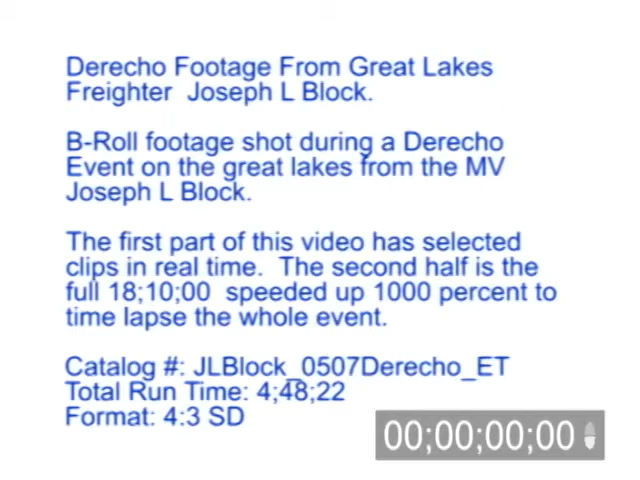 Derecho Footage From Great Lakes
Freighter  Joseph L Block.
B-Roll footage shot during a Derecho
Event on the great lakes from the MV
Joseph L Block.
The first part of this video has selected
clips in real time.  The second half is the
full 18;10;00  speeded up 1000 percent to
time lapse the whole event.
Catalog #: JLBlock_0507Derecho_ET
Total Run Time: 4;48;22
Format: 4:3 SD
00;00;00;00